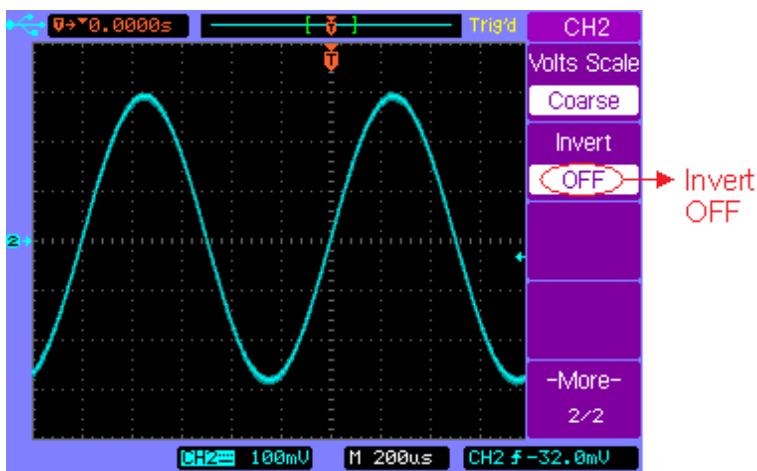 T→▼0.0000s [ T ] Trig'd CH2
T
Volts Scale
Coarse
Invert
OFF
Invert
OFF
2
-More-
2/2
CH2 100mV M 200us CH2 -32.0mV